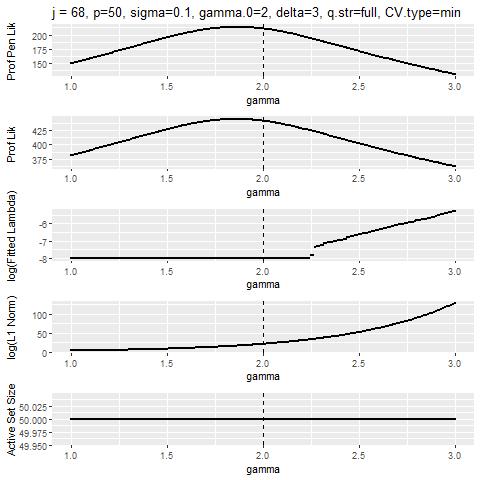 j = 68, p=50, sigma=0.1, gamma.0=2, delta=3, q.str=full, CV.type=min
Prof Pen Lik
200
175
150
1.0 1.5 2.0 2.5 3.0
gamma
Prof Lik
425
400
375
1.0 1.5 2.0 2.5 3.0
gamma
log(Fitted Lambda)
-6
-7
-8
1.0 1.5 2.0 2.5 3.0
gamma
log(L1 Norm)
100
50
0
1.0 1.5 2.0 2.5 3.0
gamma
Active Set Size
50.025
50.000
49.975
49.950
1.0 1.5 2.0 2.5 3.0
gamma